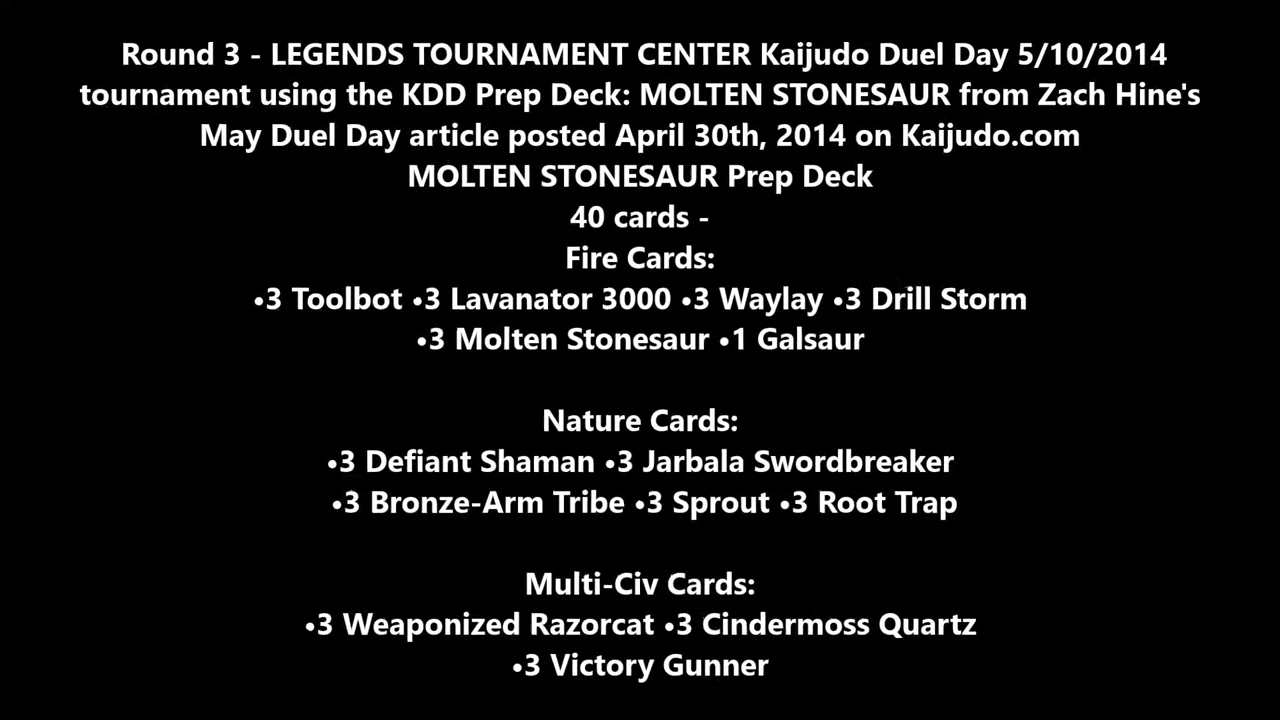 Round 3 - LEGENDS TOURNAMENT CENTER Kaijudo Duel Day 5/10/2014
tournament using the KDD Prep Deck: MOLTEN STONESAUR from Zach Hine's
May Duel Day article posted April 30th, 2014 on Kaijudo.com
MOLTEN STONESAUR Prep Deck
40 cards -
Fire Cards:
•3 Toolbot •3 Lavanator 3000 •3 Waylay •3 Drill Storm
•3 Molten Stonesaur •1 Galsaur
Nature Cards:
•3 Defiant Shaman •3 Jarbala Swordbreaker
•3 Bronze-Arm Tribe •3 Sprout •3 Root Trap
Multi-Civ Cards:
•3 Weaponized Razorcat •3 Cindermoss Quartz
•3 Victory Gunner